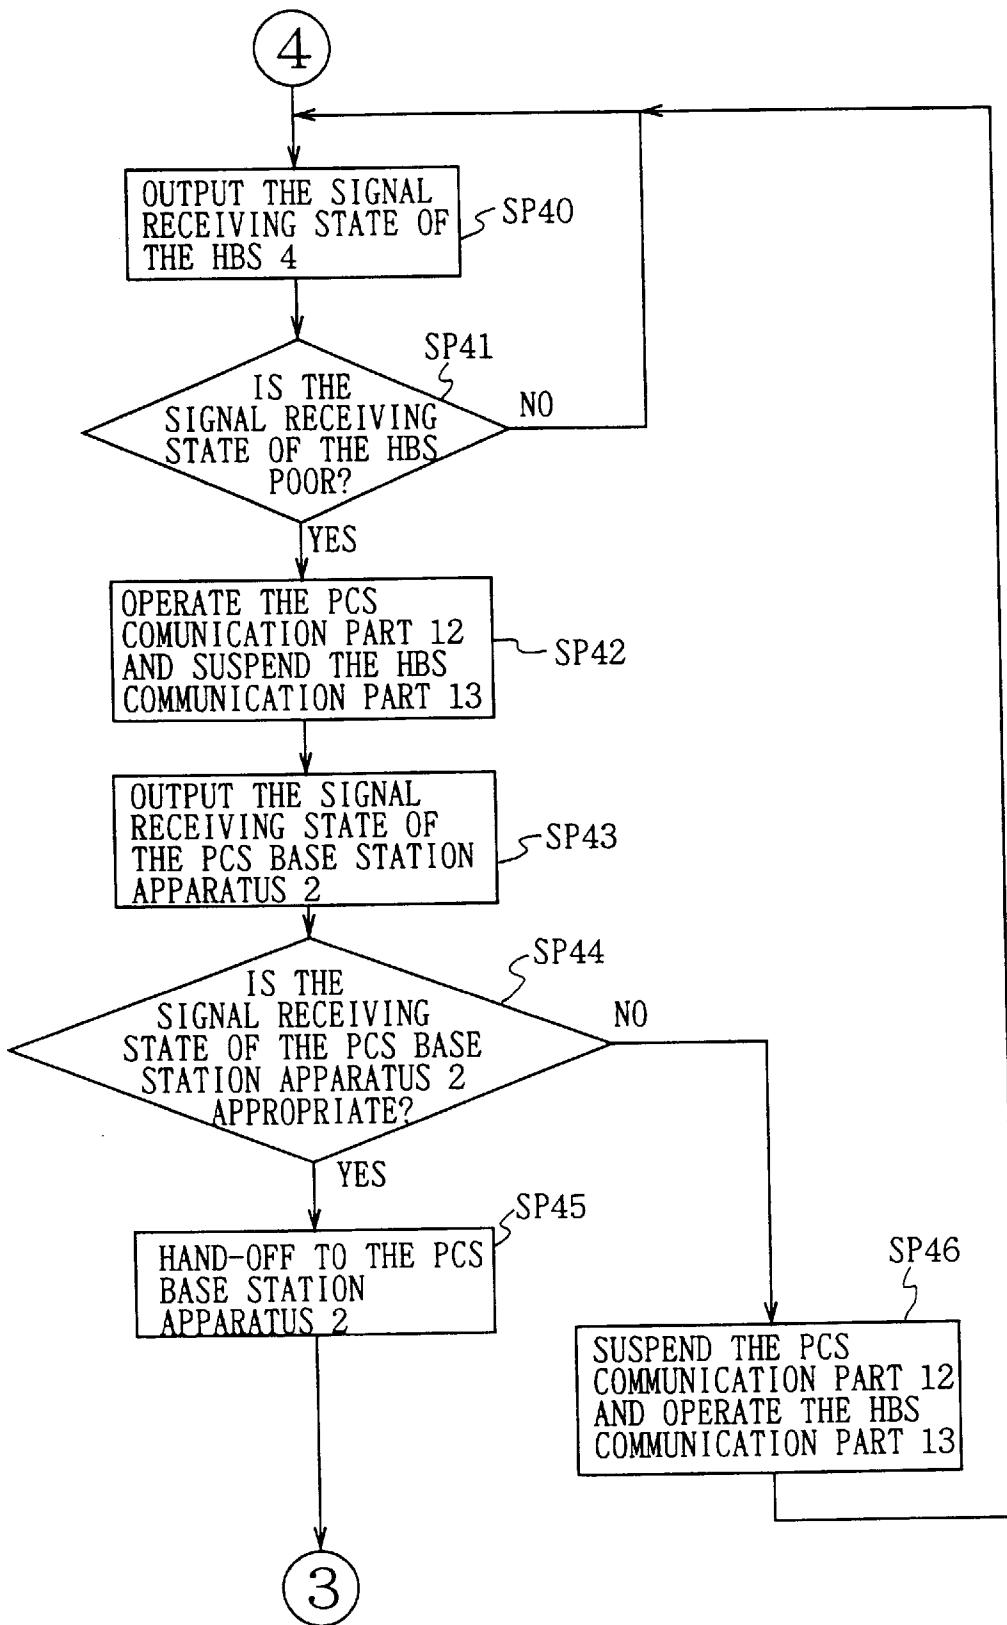 4
OUTPUT THE SIGNAL
RECEIVING STATE OF
THE HBS 4
SP40
SP41
IS THE
SIGNAL RECEIVING
STATE OF THE HBS
POOR?
NO
YES
OPERATE THE PCS
COMUNICATION PART 12
AND SUSPEND THE HBS
COMMUNICATION PART 13
SP42
OUTPUT THE SIGNAL
RECEIVING STATE OF
THE PCS BASE STATION
APPARATUS 2
SP43
SP44
IS THE
SIGNAL RECEIVING
STATE OF THE PCS BASE
STATION APPARATUS 2
APPROPRIATE?
NO
YES
SP45
HAND-OFF TO THE PCS
BASE STATION
APPARATUS 2
SP46
SUSPEND THE PCS
COMMUNICATION PART 12
AND OPERATE THE HBS
COMMUNICATION PART 13
3